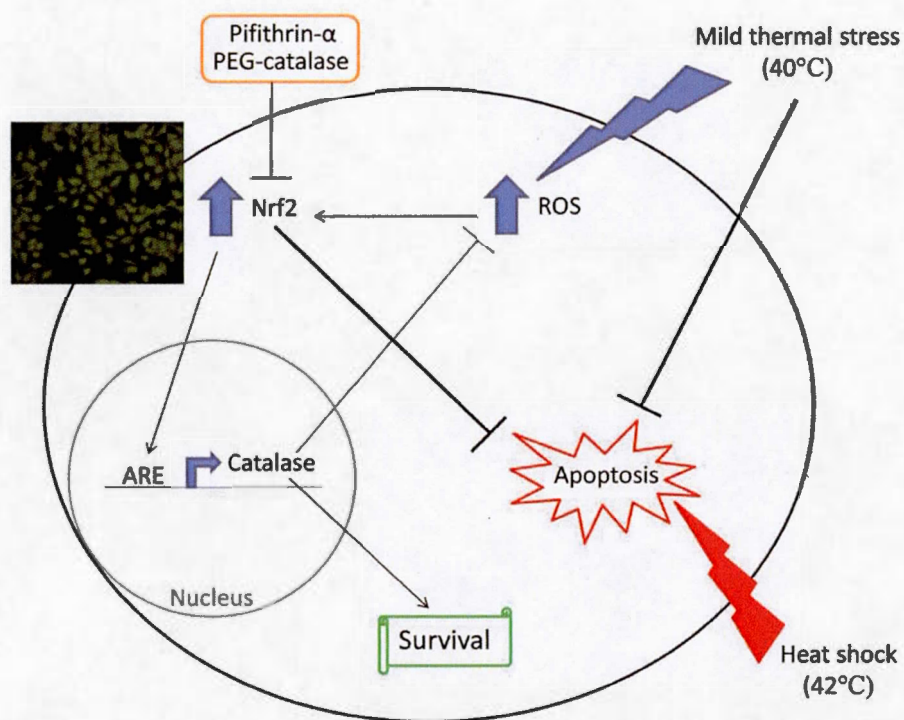 Pifithrin-α
PEG-catalase
Mild thermal stress
(40°C)
Nrf2
ROS
ARE
Catalase
Apoptosis
Nucleus
Survival
Heat shock
(42°C)